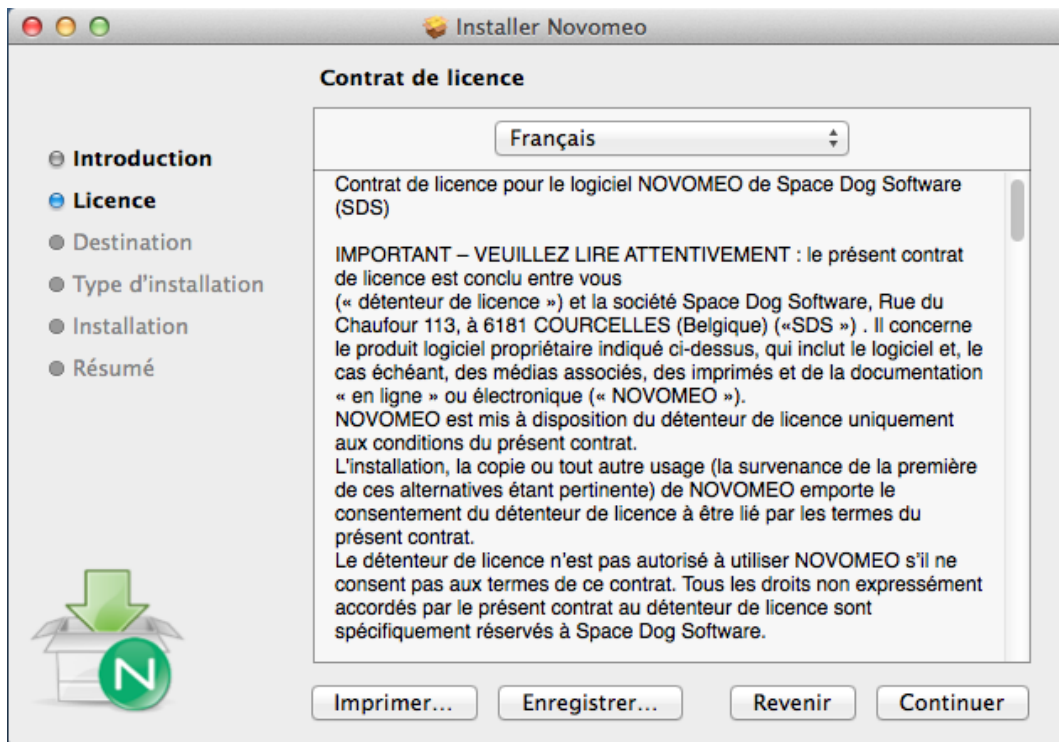 Installer Novomeo
Contrat de licence
Français
Introduction
Licence
Destination
Type d'installation
Installation
Résumé
Contrat de licence pour le logiciel NOVOMEO de Space Dog Software
(SDS)
IMPORTANT – VEUILLEZ LIRE ATTENTIVEMENT : le présent contrat
de licence est conclu entre vous
(« détenteur de licence ») et la société Space Dog Software, Rue du
Chaufour 113, à 6181 COURCELLES (Belgique) («SDS ») . Il concerne
le produit logiciel propriétaire indiqué ci-dessus, qui inclut le logiciel et, le
cas échéant, des médias associés, des imprimés et de la documentation
« en ligne » ou électronique (« NOVOMEO »).
NOVOMEO est mis à disposition du détenteur de licence uniquement
aux conditions du présent contrat.
L'installation, la copie ou tout autre usage (la survenance de la première
de ces alternatives étant pertinente) de NOVOMEO emporte le
consentement du détenteur de licence à être lié par les termes du
présent contrat.
Le détenteur de licence n'est pas autorisé à utiliser NOVOMEO s’il ne
consent pas aux termes de ce contrat. Tous les droits non expressément
accordés par le présent contrat au détenteur de licence sont
spécifiquement réservés à Space Dog Software.
N
Imprimer...
Enregistrer...
Revenir
Continuer